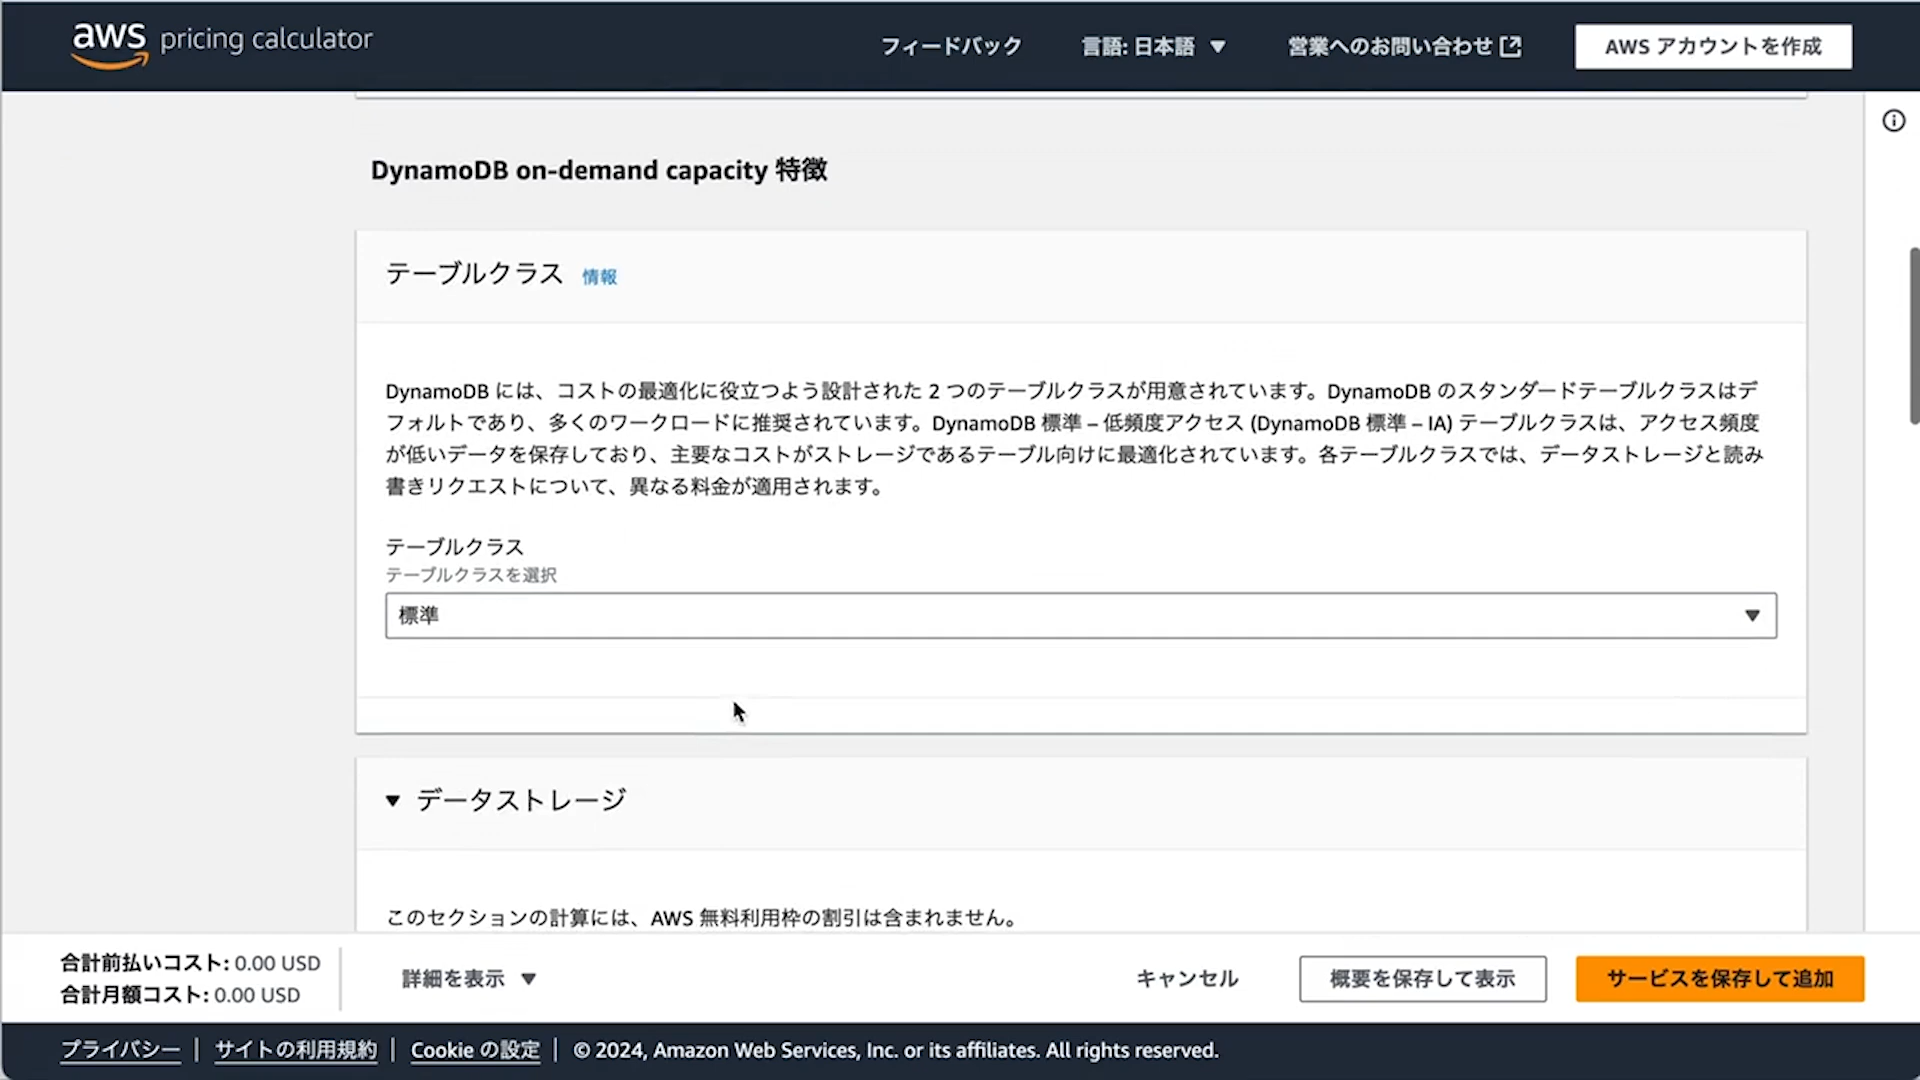 aws pricing calculator
フィードバック
言語: 日本語
営業へのお問い合わせ
AWS アカウントを作成
DynamoDB on-demand capacity 特徴
テーブルクラス 情報
DynamoDB には、コストの最適化に役立つよう設計された 2 つのテーブルクラスが用意されています。DynamoDB のスタンダードテーブルクラスはデ
フォルトであり、多くのワークロードに推奨されています。DynamoDB 標準 – 低頻度アクセス (DynamoDB 標準 – IA) テーブルクラスは、アクセス頻度
が低いデータを保存しており、主要なコストがストレージであるテーブル向けに最適化されています。各テーブルクラスでは、データストレージと読み
書きリクエストについて、異なる料金が適用されます。
テーブルクラス
テーブルクラスを選択
標準
データストレージ
このセクションの計算には、AWS 無料利用枠の割引は含まれません。
合計前払いコスト: 0.00 USD
合計月額コスト: 0.00 USD
詳細を表示
キャンセル
概要を保存して表示
サービスを保存して追加
プライバシー | サイトの利用規約 | Cookie の設定 | © 2024, Amazon Web Services, Inc. or its affiliates. All rights reserved.